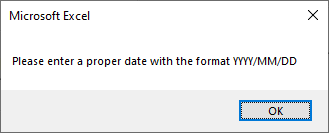 Microsoft Excel
Please enter a proper date with the format YYYY/MM/DD
OK